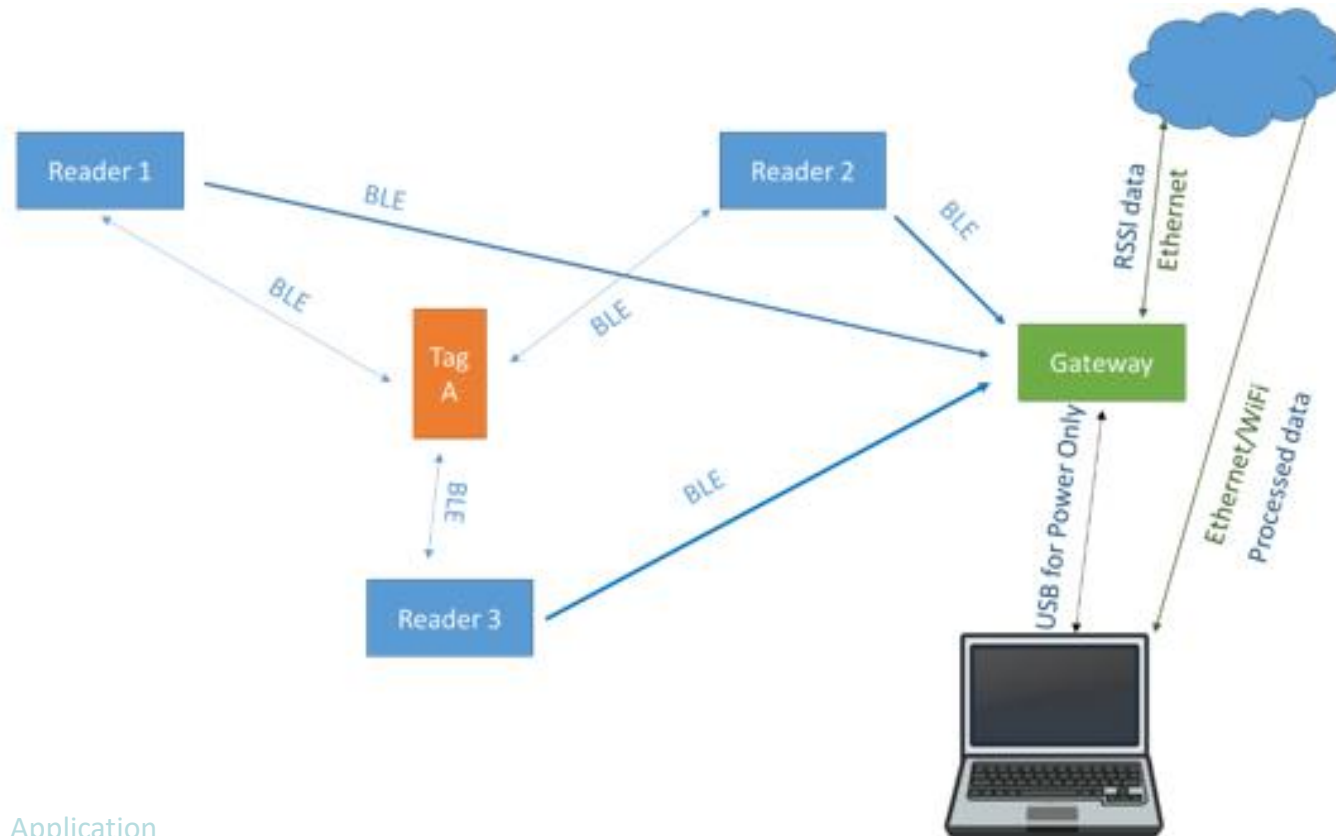 Reader 1
BLE
Reader 2
BLE
RSSI data
Ethernet
BLE
BLE
Tag
A
Gateway
BLE
BLE
USB for Power Only
Ethernet/WiFi
Processed data
Reader 3
Application